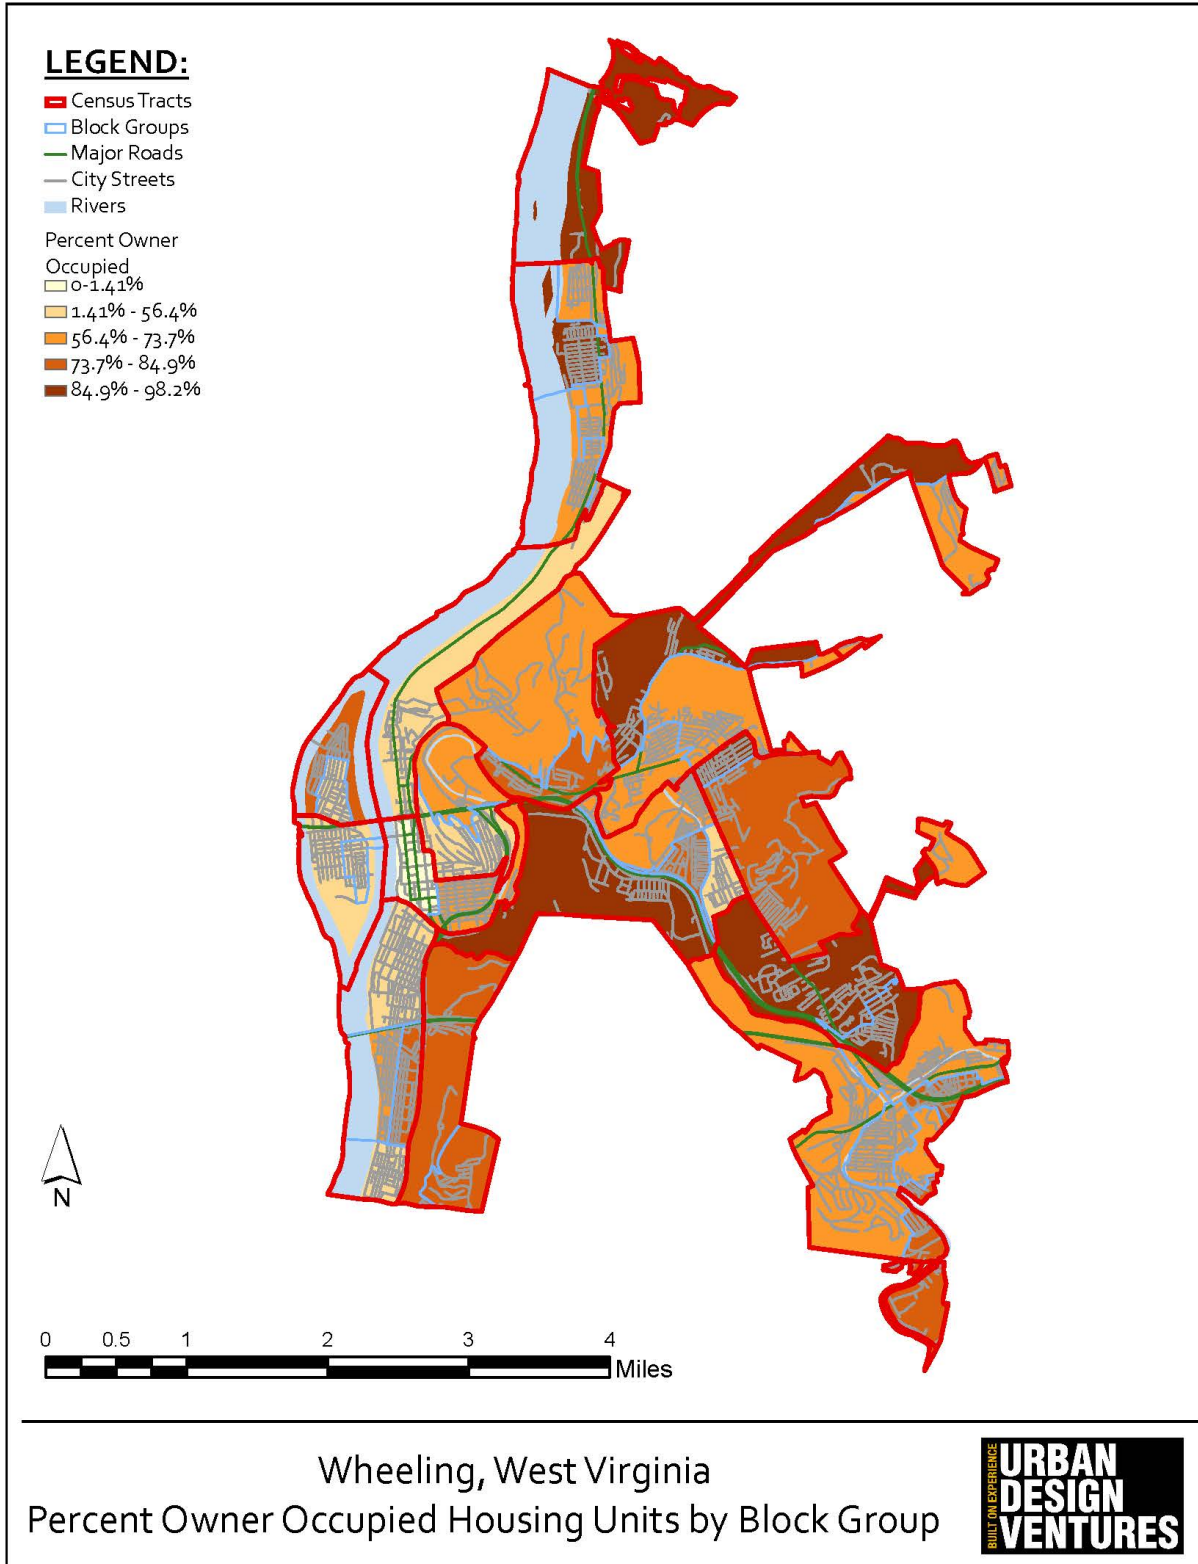 LEGEND:
Census Tracts
Block Groups
Major Roads
City Streets
Rivers
Percent Owner
Occupied
0-1.41%
1.41% - 56.4%
56.4% - 73.7%
73.7% - 84.9%
84.9% - 98.2%
N
0 0.5 1 2 3 4
Miles
Wheeling, West Virginia
Percent Owner Occupied Housing Units by Block Group
BUILT ON EXPERIENCE
URBAN
DESIGN
VENTURES